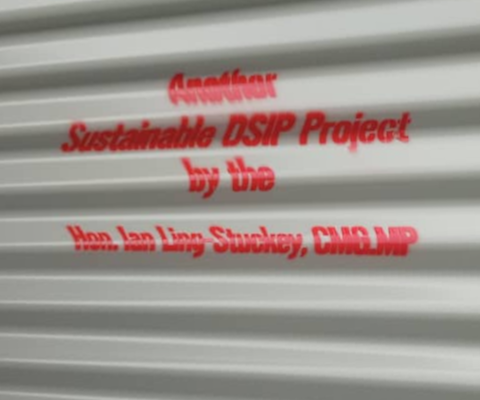 Another
Sustainable DSIP Project
by the
Hon. Ian Ling-Stuckey, CMG.MP